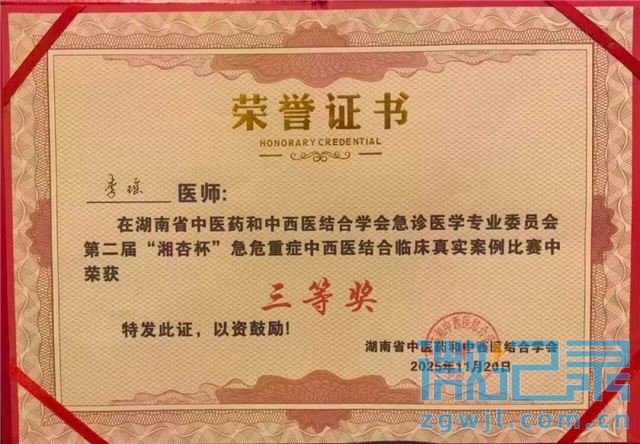 荣誉证书
HONORARY CREDENTIAL
李瑶 医师:
在湖南省中医药和中西医结合学会急诊医学专业委员会
第二届“湘杏杯”急危重症中西医结合临床真实案例比赛中
荣获
三等奖
特发此证，以资鼓励!
湖南省中医药和中西医结合学会
2025年11月20日
微记录
zgwjl.com.cn